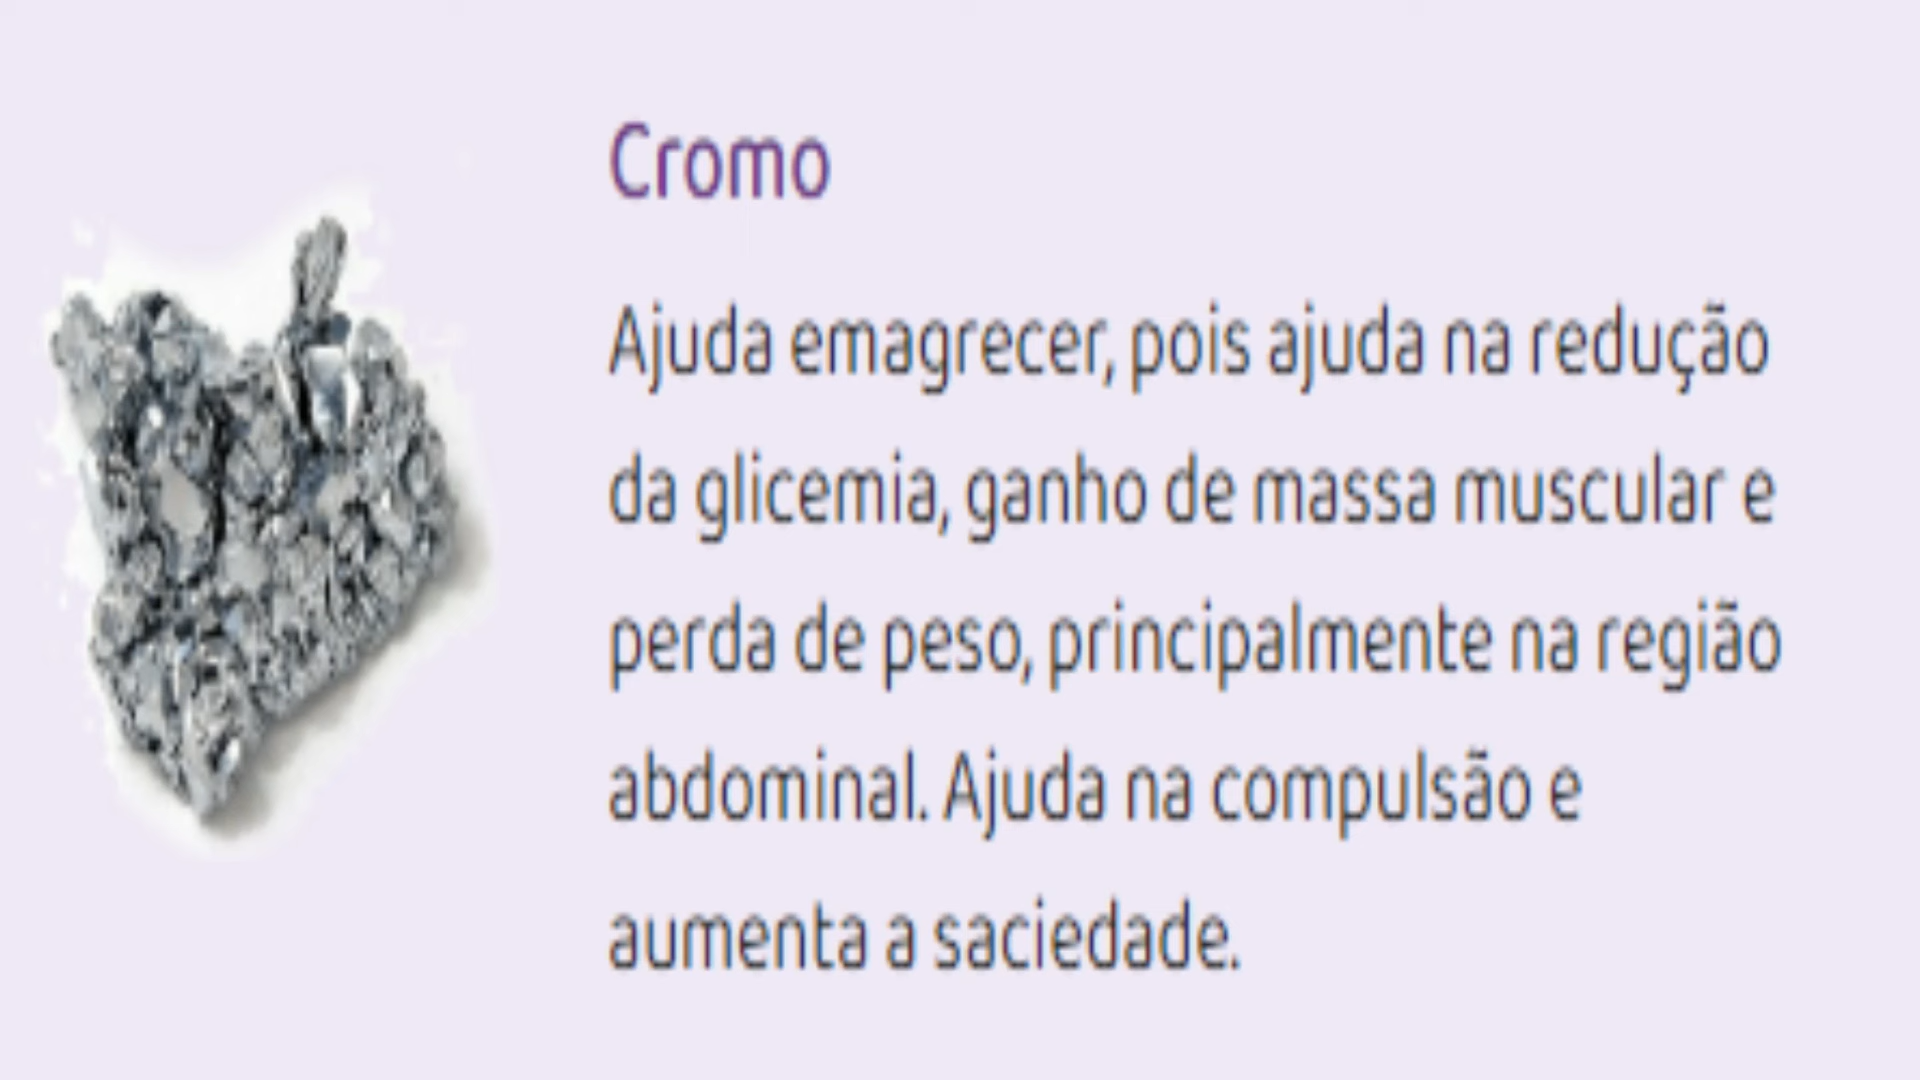 Cromo
Ajuda emagrecer, pois ajuda na redução
da glicemia, ganho de massa muscular e
perda de peso, principalmente na região
abdominal. Ajuda na compulsão e
aumenta a saciedade.